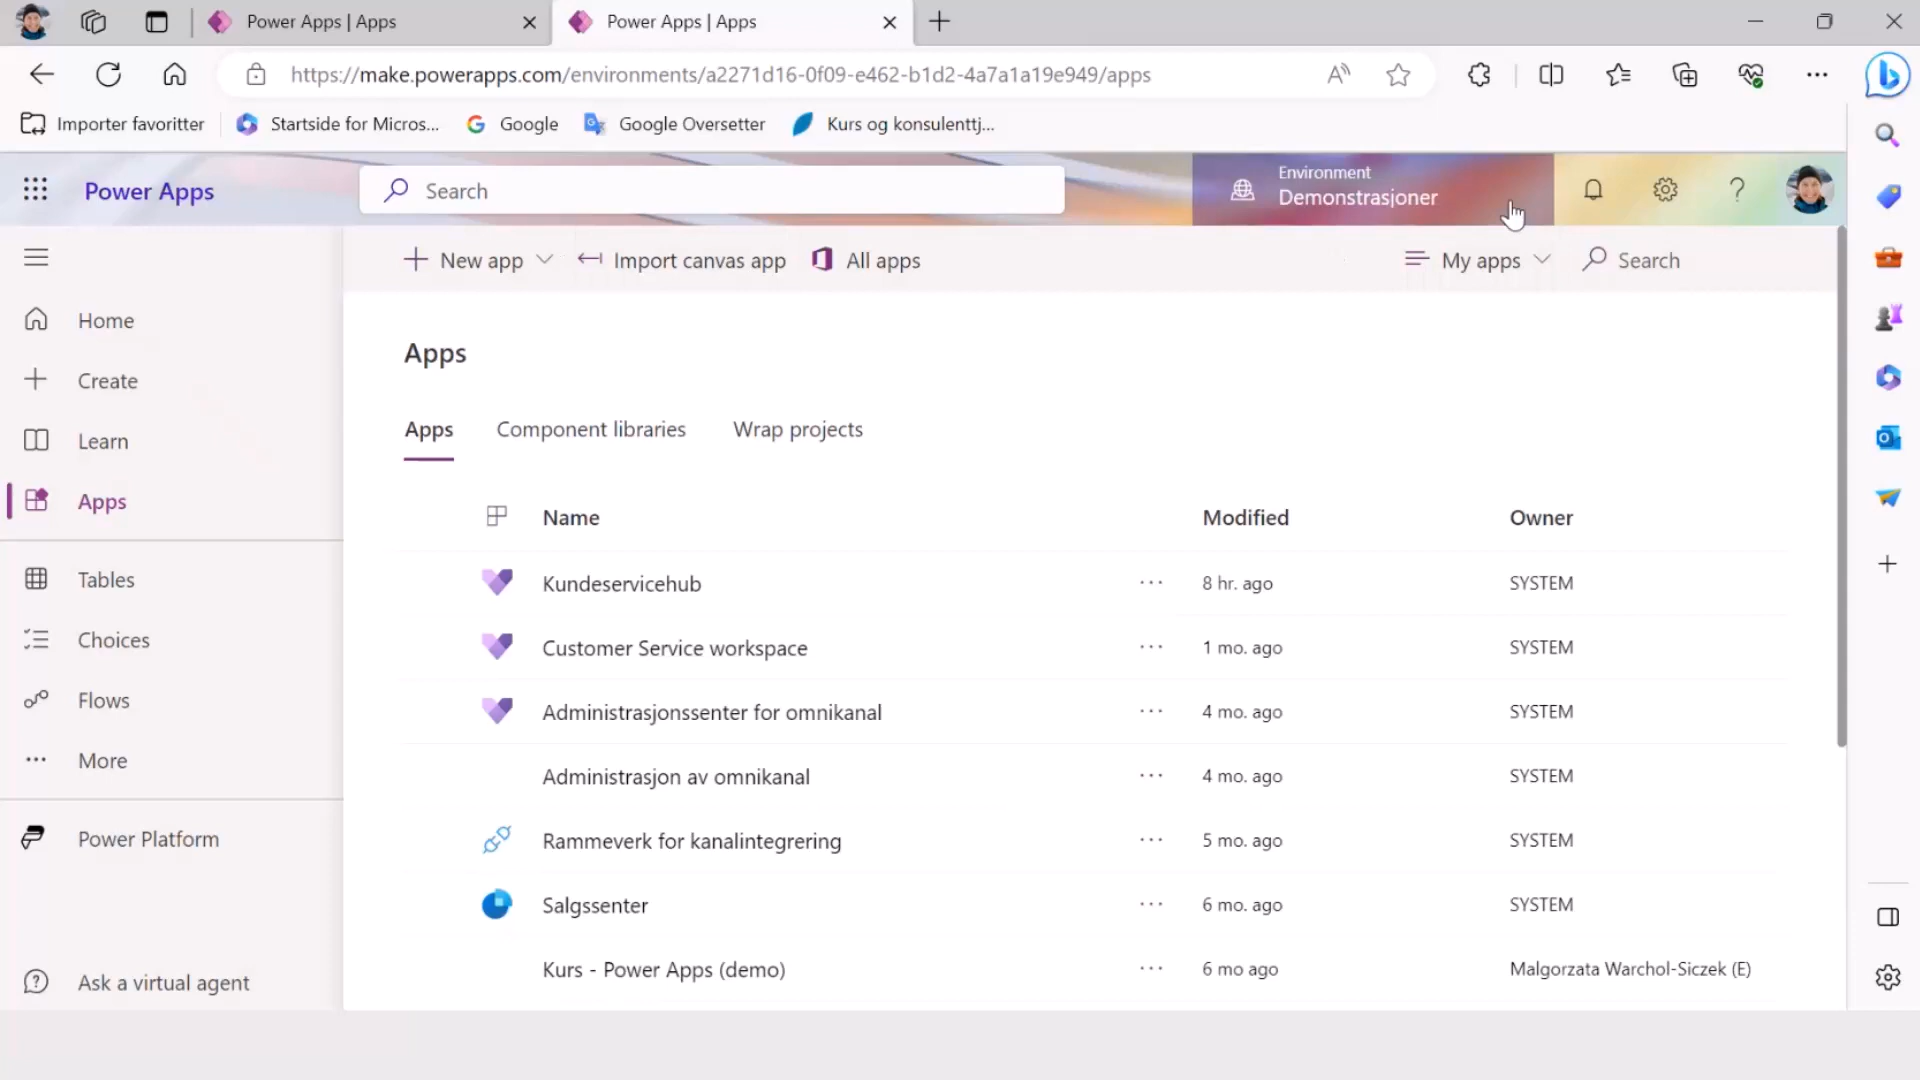 Power Apps | Apps
Power Apps | Apps
https://make.powerapps.com/environments/a2271d16-0f09-e462-b1d2-4a7a1a19e949/apps
Importer favoritter
Startside for Micros...
Google
Google Oversetter
Kurs og konsulenttj...
Power Apps
Search
Environment
Demonstrasjoner
New app
Import canvas app
All apps
My apps
Search
Home
Create
Learn
Apps
Tables
Choices
Flows
More
Power Platform
Ask a virtual agent
Apps
Apps Component libraries Wrap projects
Name Modified Owner
Kundeservicehub ... 8 hr. ago SYSTEM
Customer Service workspace ... 1 mo. ago SYSTEM
Administrasjonssenter for omnikanal ... 4 mo. ago SYSTEM
Administrasjon av omnikanal ... 4 mo. ago SYSTEM
Rammeverk for kanalintegrering ... 5 mo. ago SYSTEM
Salgssenter ... 6 mo. ago SYSTEM
Kurs - Power Apps (demo) ... 6 mo ago Malgorzata Warchol-Siczek (E)